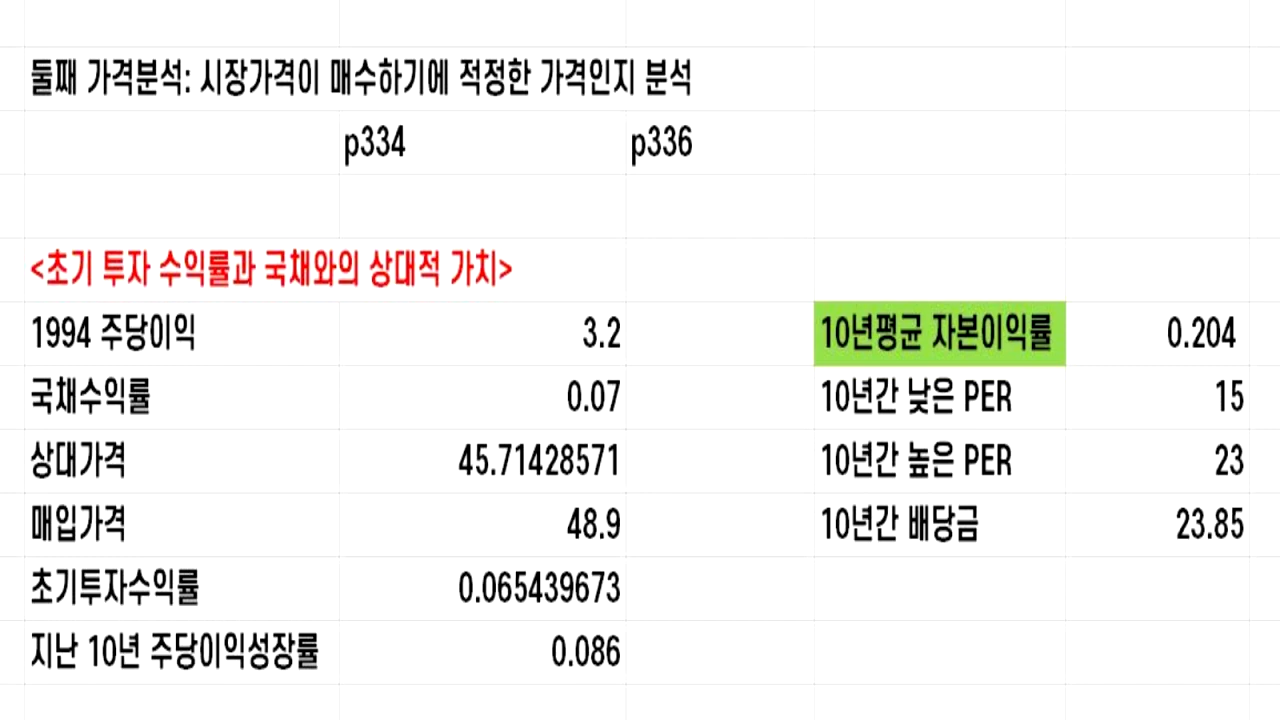 둘째 가격분석: 시장가격이 매수하기에 적정한 가격인지 분석
p334 p336
<초기 투자 수익률과 국채와의 상대적 가치>
1994 주당이익 3.2 10년평균 자본이익률 0.204
국채수익률 0.07 10년간 낮은 PER 15
상대가격 45.71428571 10년간 높은 PER 23
매입가격 48.9 10년간 배당금 23.85
초기투자수익률 0.065439673
지난 10년 주당이익성장률 0.086